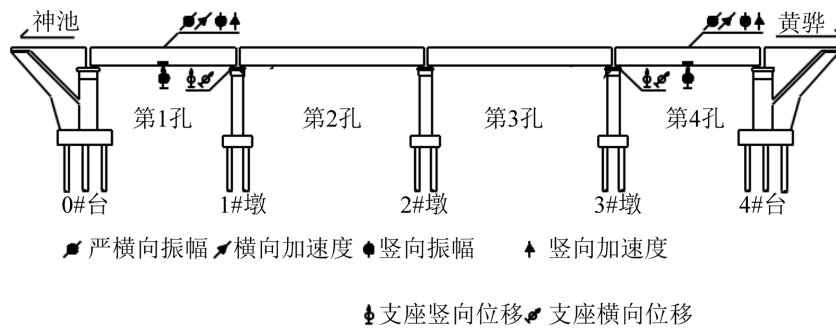 神池 黄骅
第1孔 第2孔 第3孔 第4孔
0#台 1#墩 2#墩 3#墩 4#台
严横向振幅 横向加速度 竖向振幅 竖向加速度
支座竖向位移 支座横向位移